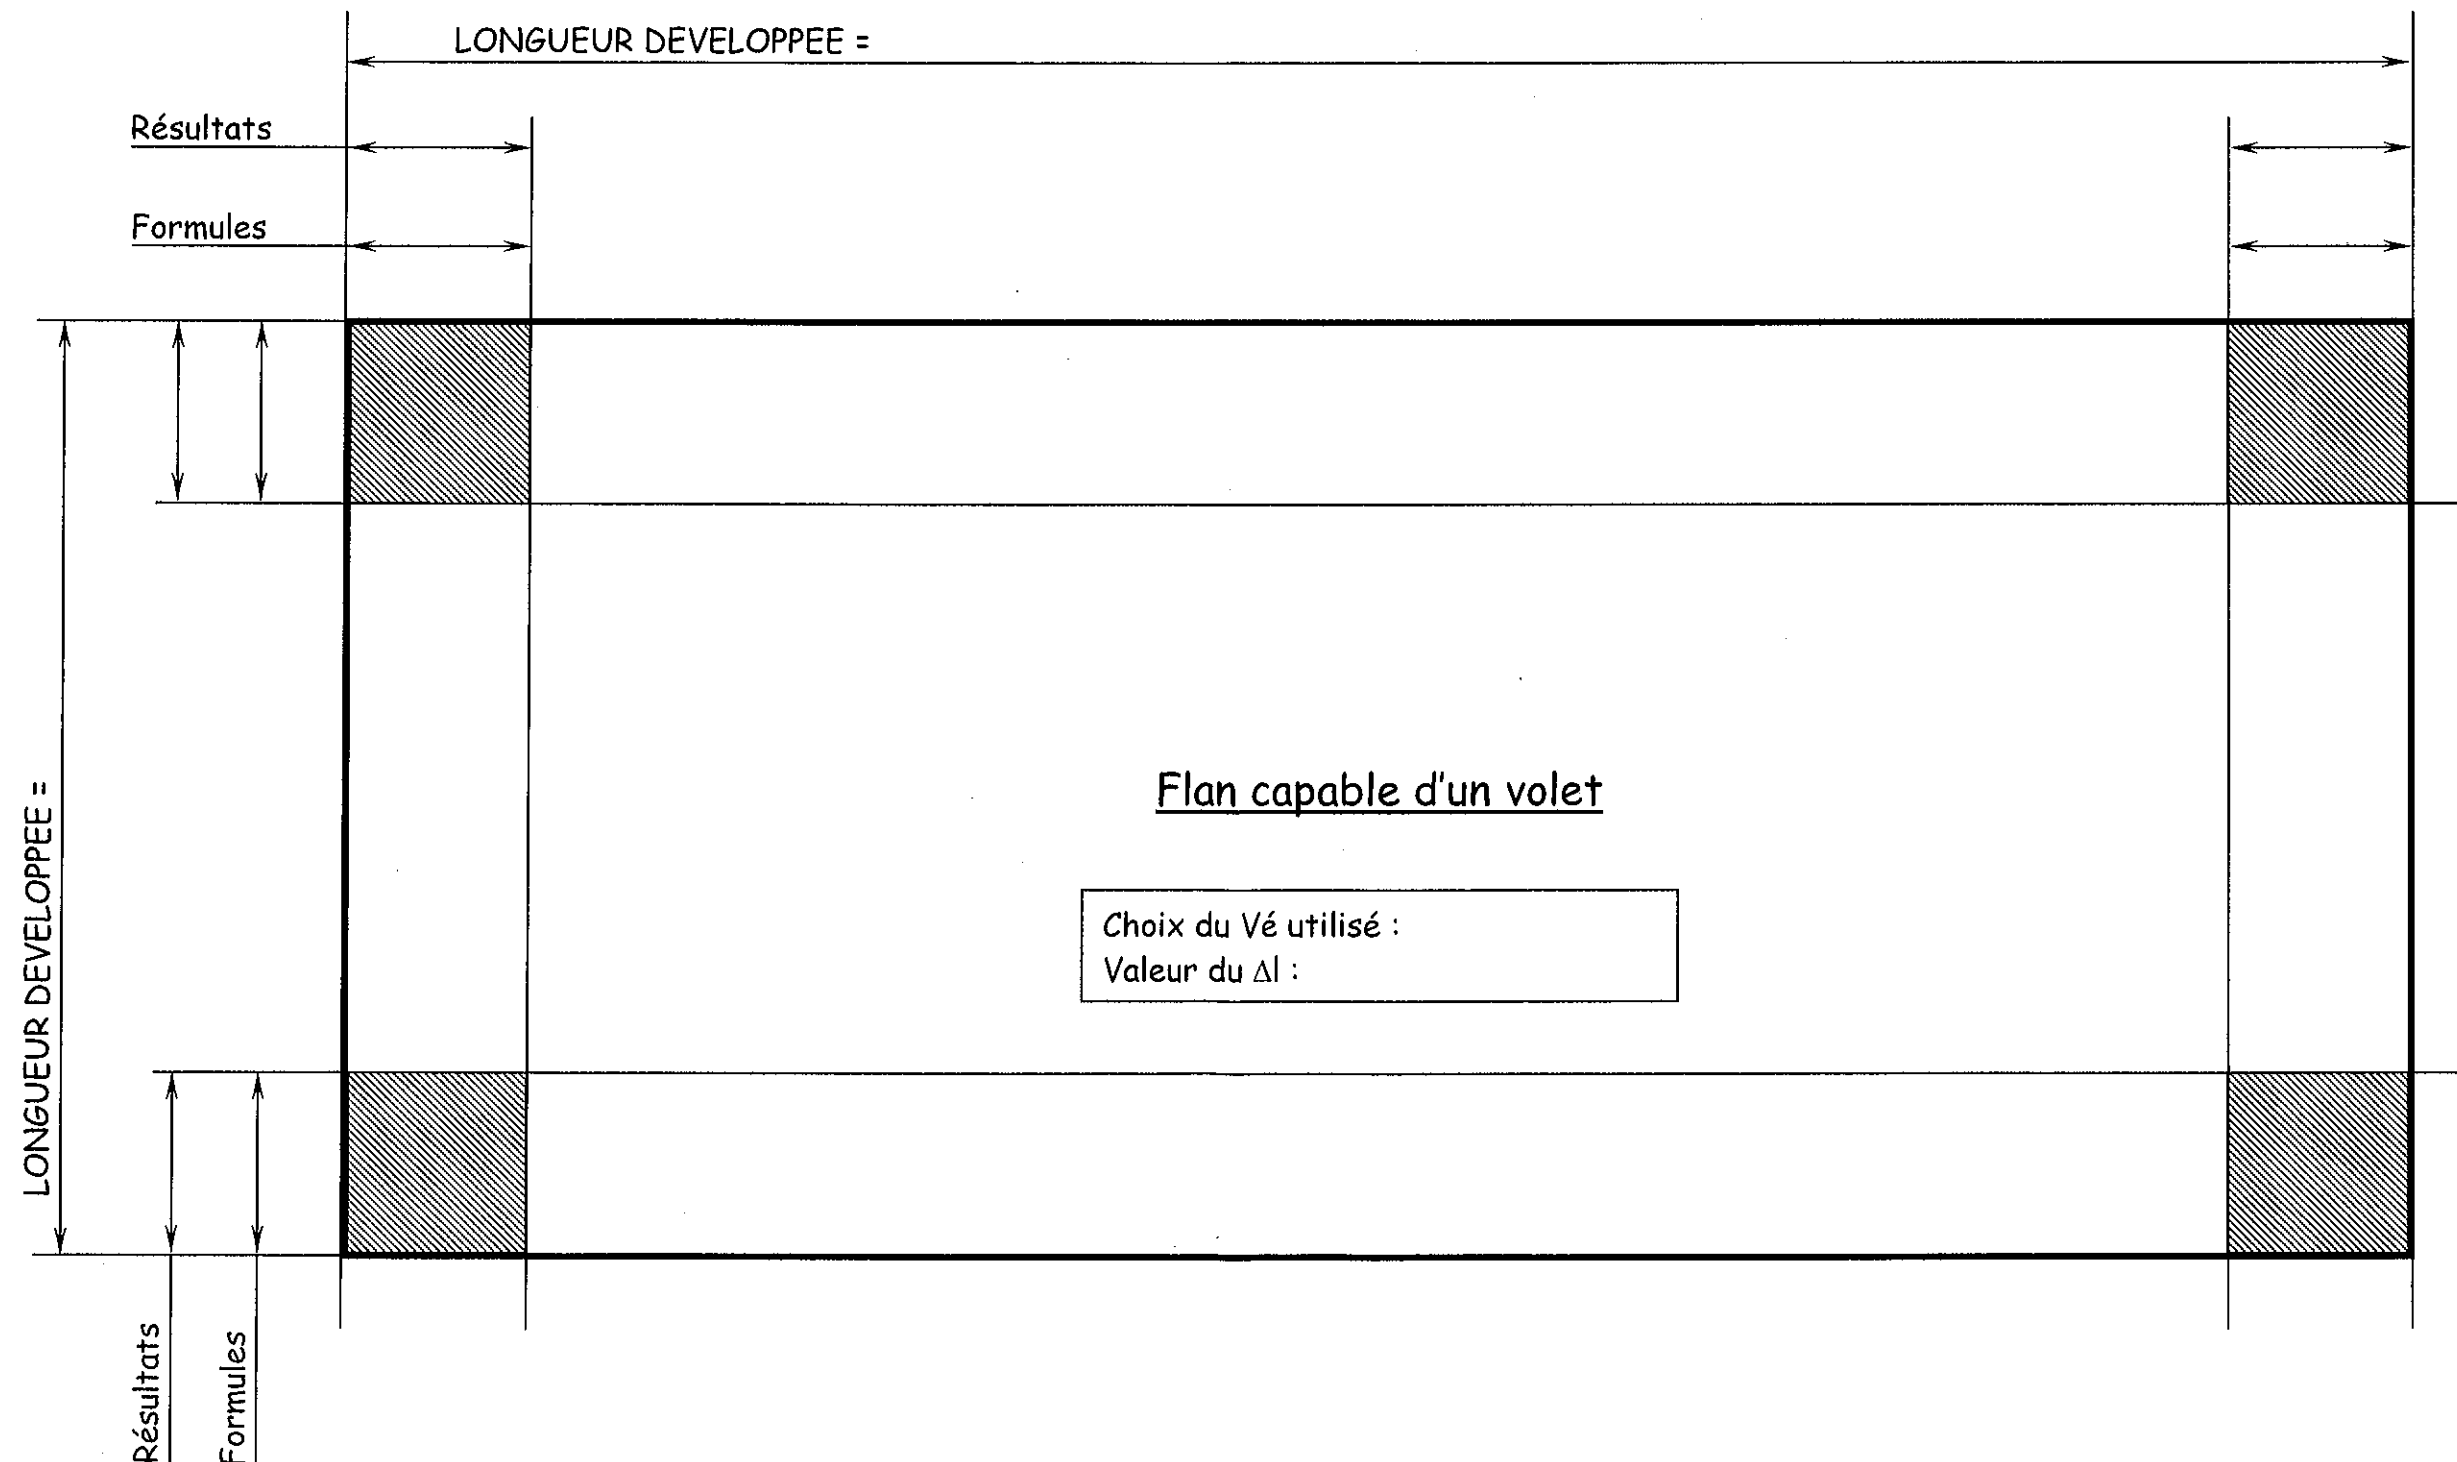 LONGUEUR DEVELOPPEE =
Résultats
Formules
LONGUEUR DEVELOPPEE =
Flan capable d'un volet
Choix du Vé utilisé :
Valeur du Δl :
Résultats
Formules